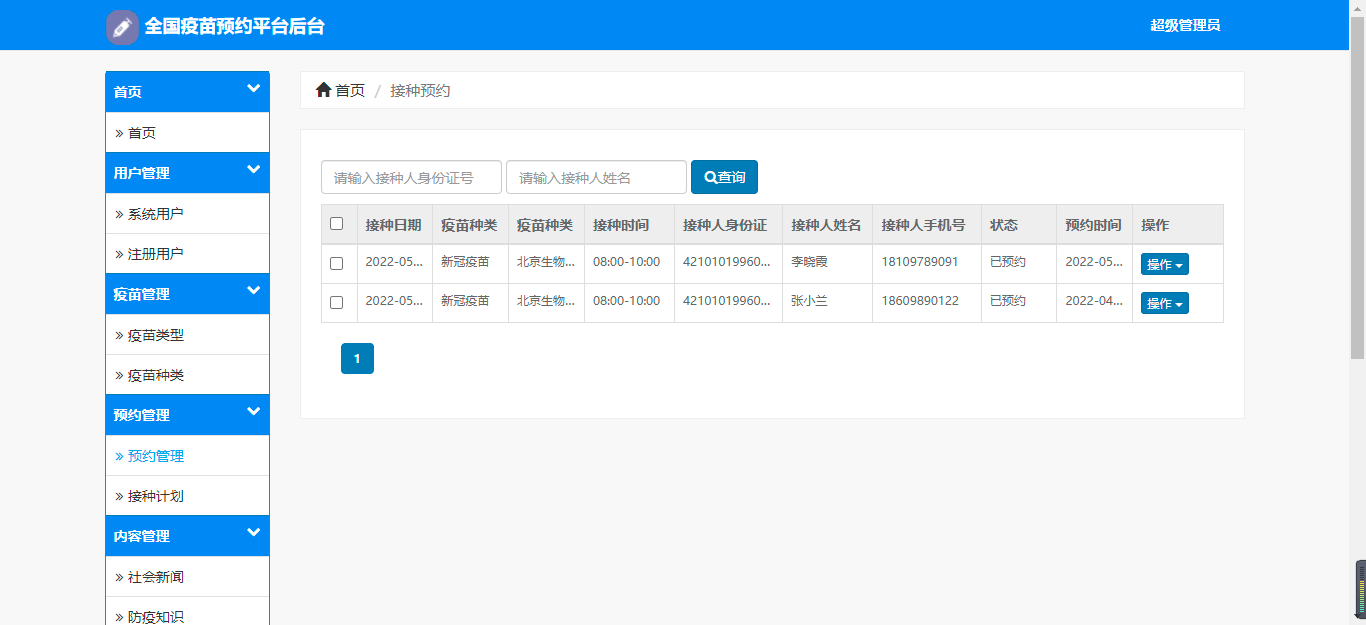 全国疫苗预约平台后台
超级管理员
首页
» 首页
用户管理
» 系统用户
» 注册用户
疫苗管理
» 疫苗类型
» 疫苗种类
预约管理
» 预约管理
» 接种计划
内容管理
» 社会新闻
» 防疫知识
首页 / 接种预约
请输入接种人身份证号 请输入接种人姓名 查询
接种日期 疫苗种类 疫苗种类 接种时间 接种人身份证 接种人姓名 接种人手机号 状态 预约时间 操作
2022-05... 新冠疫苗 北京生物... 08:00-10:00 42101019960... 李晓霞 18109789091 已预约 2022-05... 操作
2022-05... 新冠疫苗 北京生物... 08:00-10:00 42101019960... 张小兰 18609890122 已预约 2022-04... 操作
1